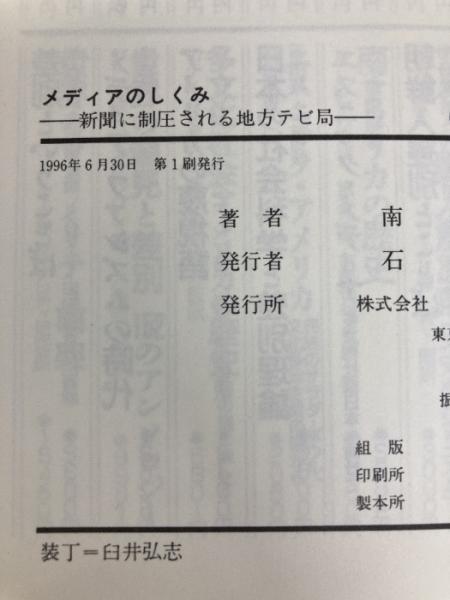 メディアのしくみ
――新聞に制圧される地方テビ局――
1996年6月30日　第1刷発行
著　者　南
発行者　石
発行所　株式会社
東京
振
組　版
印刷所
製本所
装丁＝臼井弘志